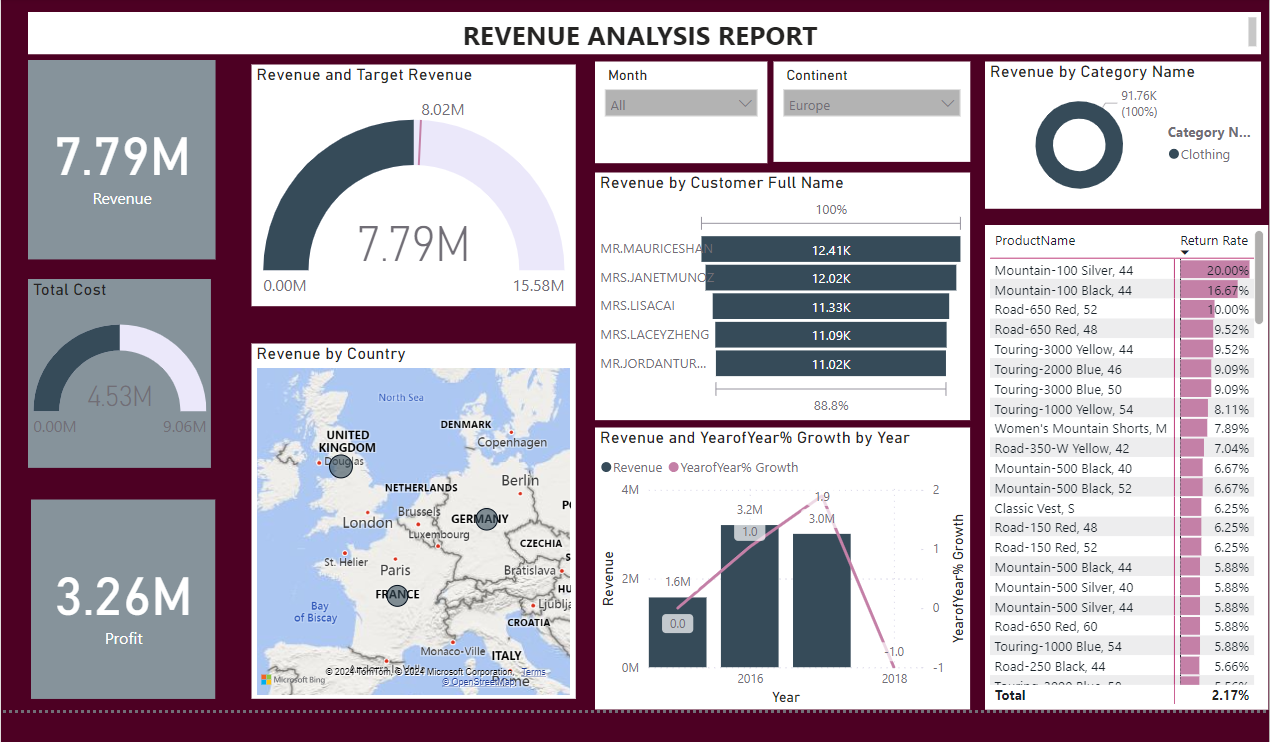 REVENUE ANALYSIS REPORT
7.79M
Revenue
Total Cost
4.53M
0.00M 9.06M
3.26M
Profit
Revenue and Target Revenue
8.02M
7.79M
0.00M 15.58M
Revenue by Country
North Sea
DENMARK
Copenhagen
UNITED
KINGDOM
Douglas
Berlin
NETHERLANDS
London
Brussels
GERMANY
Luxembourg
CZECHIA
St. Helier
Paris
Bratislava
FRANCE
Bay
of Biscay
CROATIA
Monaco-Ville
ITALY
© 2024 TomTom, © 2024 Microsoft Corporation, Terms
© OpenStreetMap
Microsoft Bing
Month
All
Continent
Europe
Revenue by Customer Full Name
100%
MR.MAURICESHAN 12.41K
MRS.JANETMUNOZ 12.02K
MRS.LISACAI 11.33K
MRS.LACEYZHENG 11.09K
MR.JORDANTUR... 11.02K
88.8%
Revenue and YearofYear% Growth by Year
Revenue YearofYear% Growth
4M
2M
0M
Revenue
1.6M
0.0
3.2M
1.0
1.9
3.0M
-1.0
2
1
0
-1
YearofYear% Growth
2016 2018
Year
Revenue by Category Name
91.76K
(100%)
Category N...
Clothing
ProductName Return Rate
Mountain-100 Silver, 44 20.00%
Mountain-100 Black, 44 16.67%
Road-650 Red, 52 10.00%
Road-650 Red, 48 9.52%
Touring-3000 Yellow, 44 9.52%
Touring-2000 Blue, 46 9.09%
Touring-3000 Blue, 50 9.09%
Touring-1000 Yellow, 54 8.11%
Women's Mountain Shorts, M 7.89%
Road-350-W Yellow, 42 7.04%
Mountain-500 Black, 40 6.67%
Mountain-500 Black, 52 6.67%
Classic Vest, S 6.25%
Road-150 Red, 48 6.25%
Road-150 Red, 52 6.25%
Mountain-500 Black, 44 5.88%
Mountain-500 Silver, 40 5.88%
Mountain-500 Silver, 44 5.88%
Road-650 Red, 60 5.88%
Touring-1000 Blue, 54 5.88%
Road-250 Black, 44 5.66%
Total 2.17%